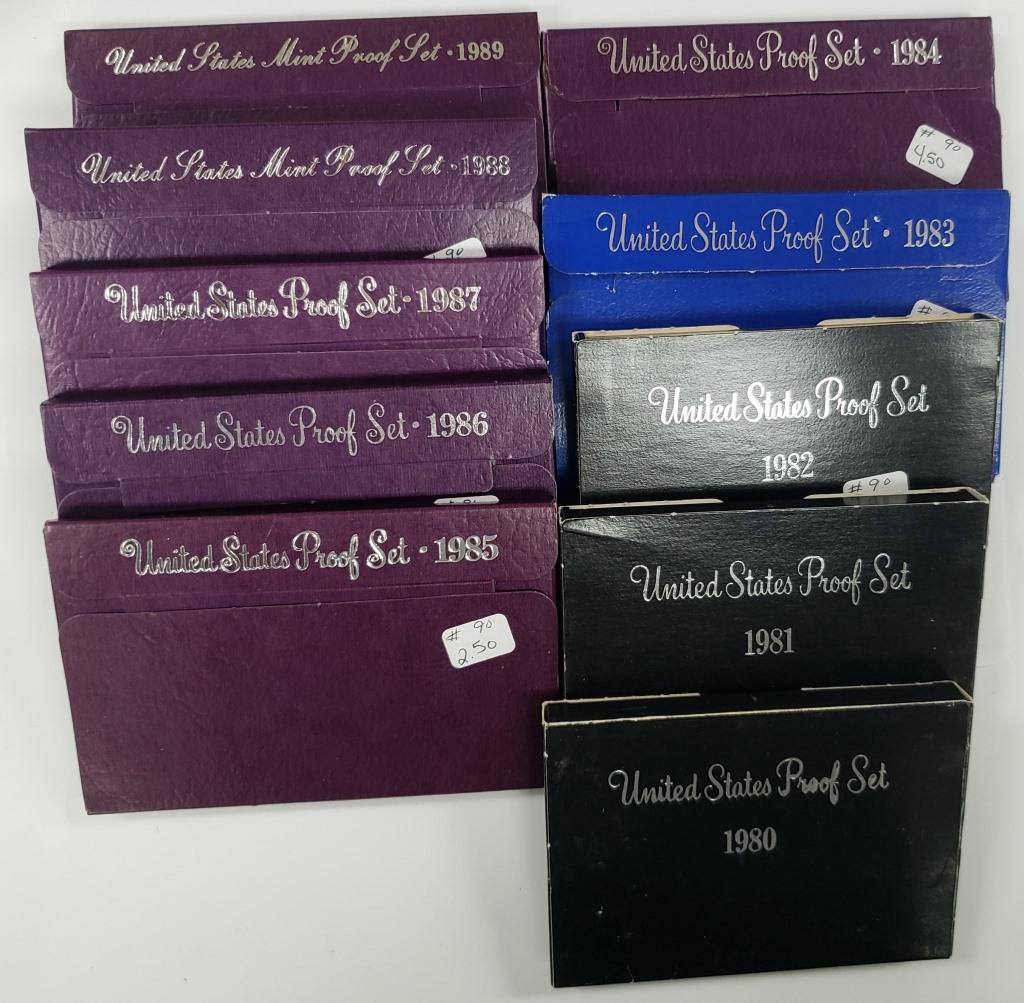 United States Mint Proof Set · 1989
United States Mint Proof Set · 1988
90
United States Proof Set · 1987
United States Proof Set · 1986
United States Proof Set · 1985
# 90
2.50
United States Proof Set · 1984
# 90
4.50
United States Proof Set · 1983
#
United States Proof Set
1982
# 90
United States Proof Set
1981
United States Proof Set
1980